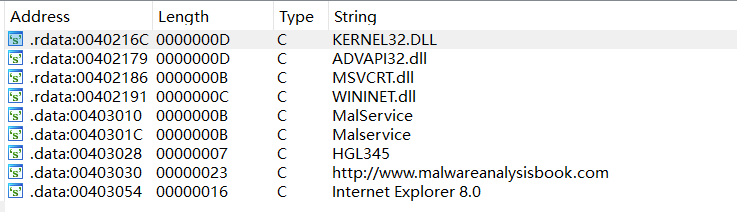 Address Length Type String
.rdata:0040216C 0000000D C KERNEL32.DLL
.rdata:00402179 0000000D C ADVAPI32.dll
.rdata:00402186 0000000B C MSVCRT.dll
.rdata:00402191 0000000C C WININET.dll
.data:00403010 0000000B C MalService
.data:0040301C 0000000B C Malservice
.data:00403028 00000007 C HGL345
.data:00403030 00000023 C http://www.malwareanalysisbook.com
.data:00403054 00000016 C Internet Explorer 8.0